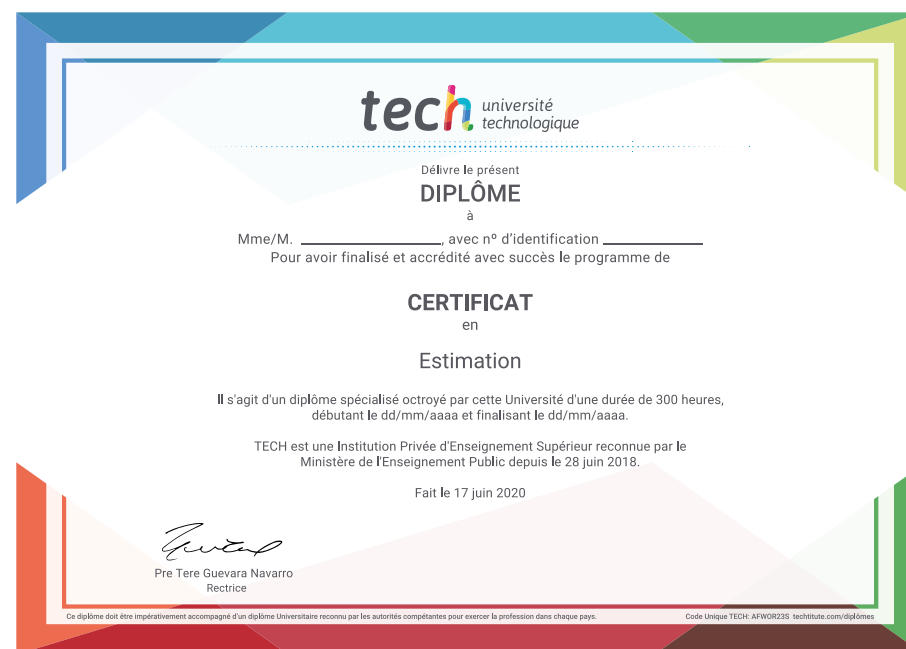 tech université
technologique
Délivre le présent
DIPLÔME
à
Mme/M. ____________________, avec nº d'identification ______________
Pour avoir finalisé et accrédité avec succès le programme de
CERTIFICAT
en
Estimation
Il s'agit d'un diplôme spécialisé octroyé par cette Université d'une durée de 300 heures,
débutant le dd/mm/aaaa et finalisant le dd/mm/aaaa.
TECH est une Institution Privée d'Enseignement Supérieur reconnue par le
Ministère de l'Enseignement Public depuis le 28 juin 2018.
Fait le 17 juin 2020
Pre Tere Guevara Navarro
Rectrice
Ce diplôme doit être impérativement accompagné d'un diplôme Universitaire reconnu par les autorités compétantes pour exercer la profession dans chaque pays.
Code Unique TECH: AFWOR23S techtitute.com/diplômes